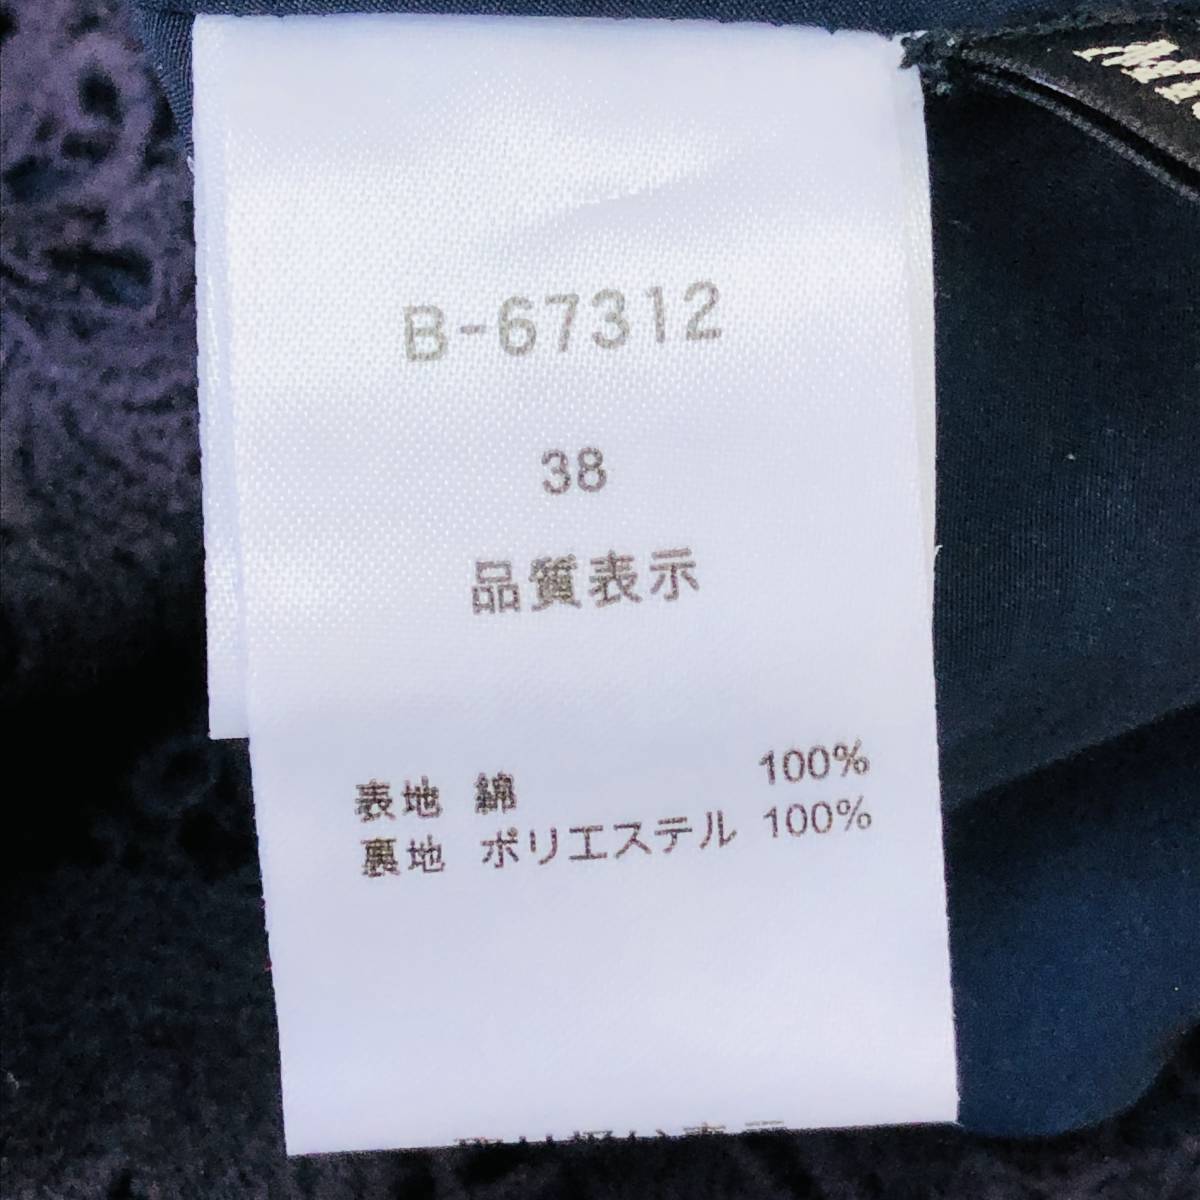 B-67312
38
品質表示
表地 綿 100%
裏地 ポリエステル 100%